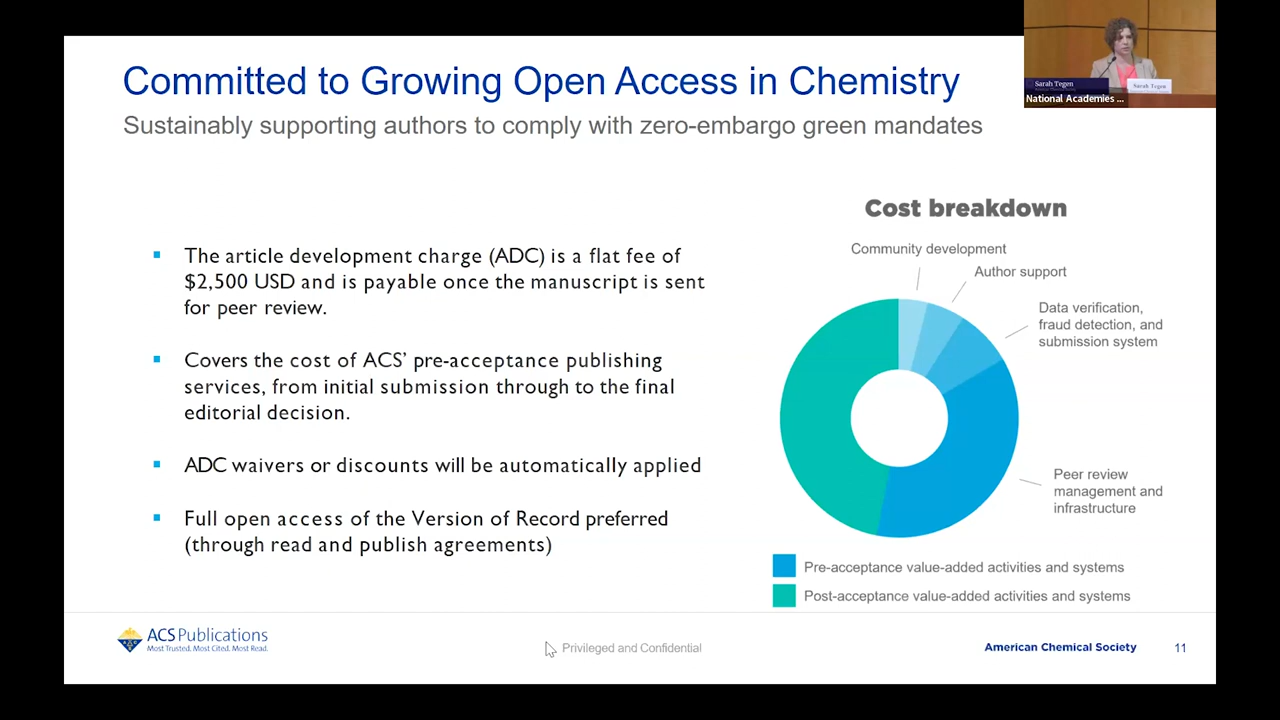 Committed to Growing Open Access in Chemistry
Sustainably supporting authors to comply with zero-embargo green mandates
Sarah Tegen
Sarah Tegen
National Academies ...
▪ The article development charge (ADC) is a flat fee of
$2,500 USD and is payable once the manuscript is sent
for peer review.
▪ Covers the cost of ACS' pre-acceptance publishing
services, from initial submission through to the final
editorial decision.
▪ ADC waivers or discounts will be automatically applied
▪ Full open access of the Version of Record preferred
(through read and publish agreements)
Cost breakdown
Community development
Author support
Data verification,
fraud detection, and
submission system
Peer review
management and
infrastructure
Pre-acceptance value-added activities and systems
Post-acceptance value-added activities and systems
ACS Publications
Most Trusted. Most Cited. Most Read.
Privileged and Confidential
American Chemical Society
11